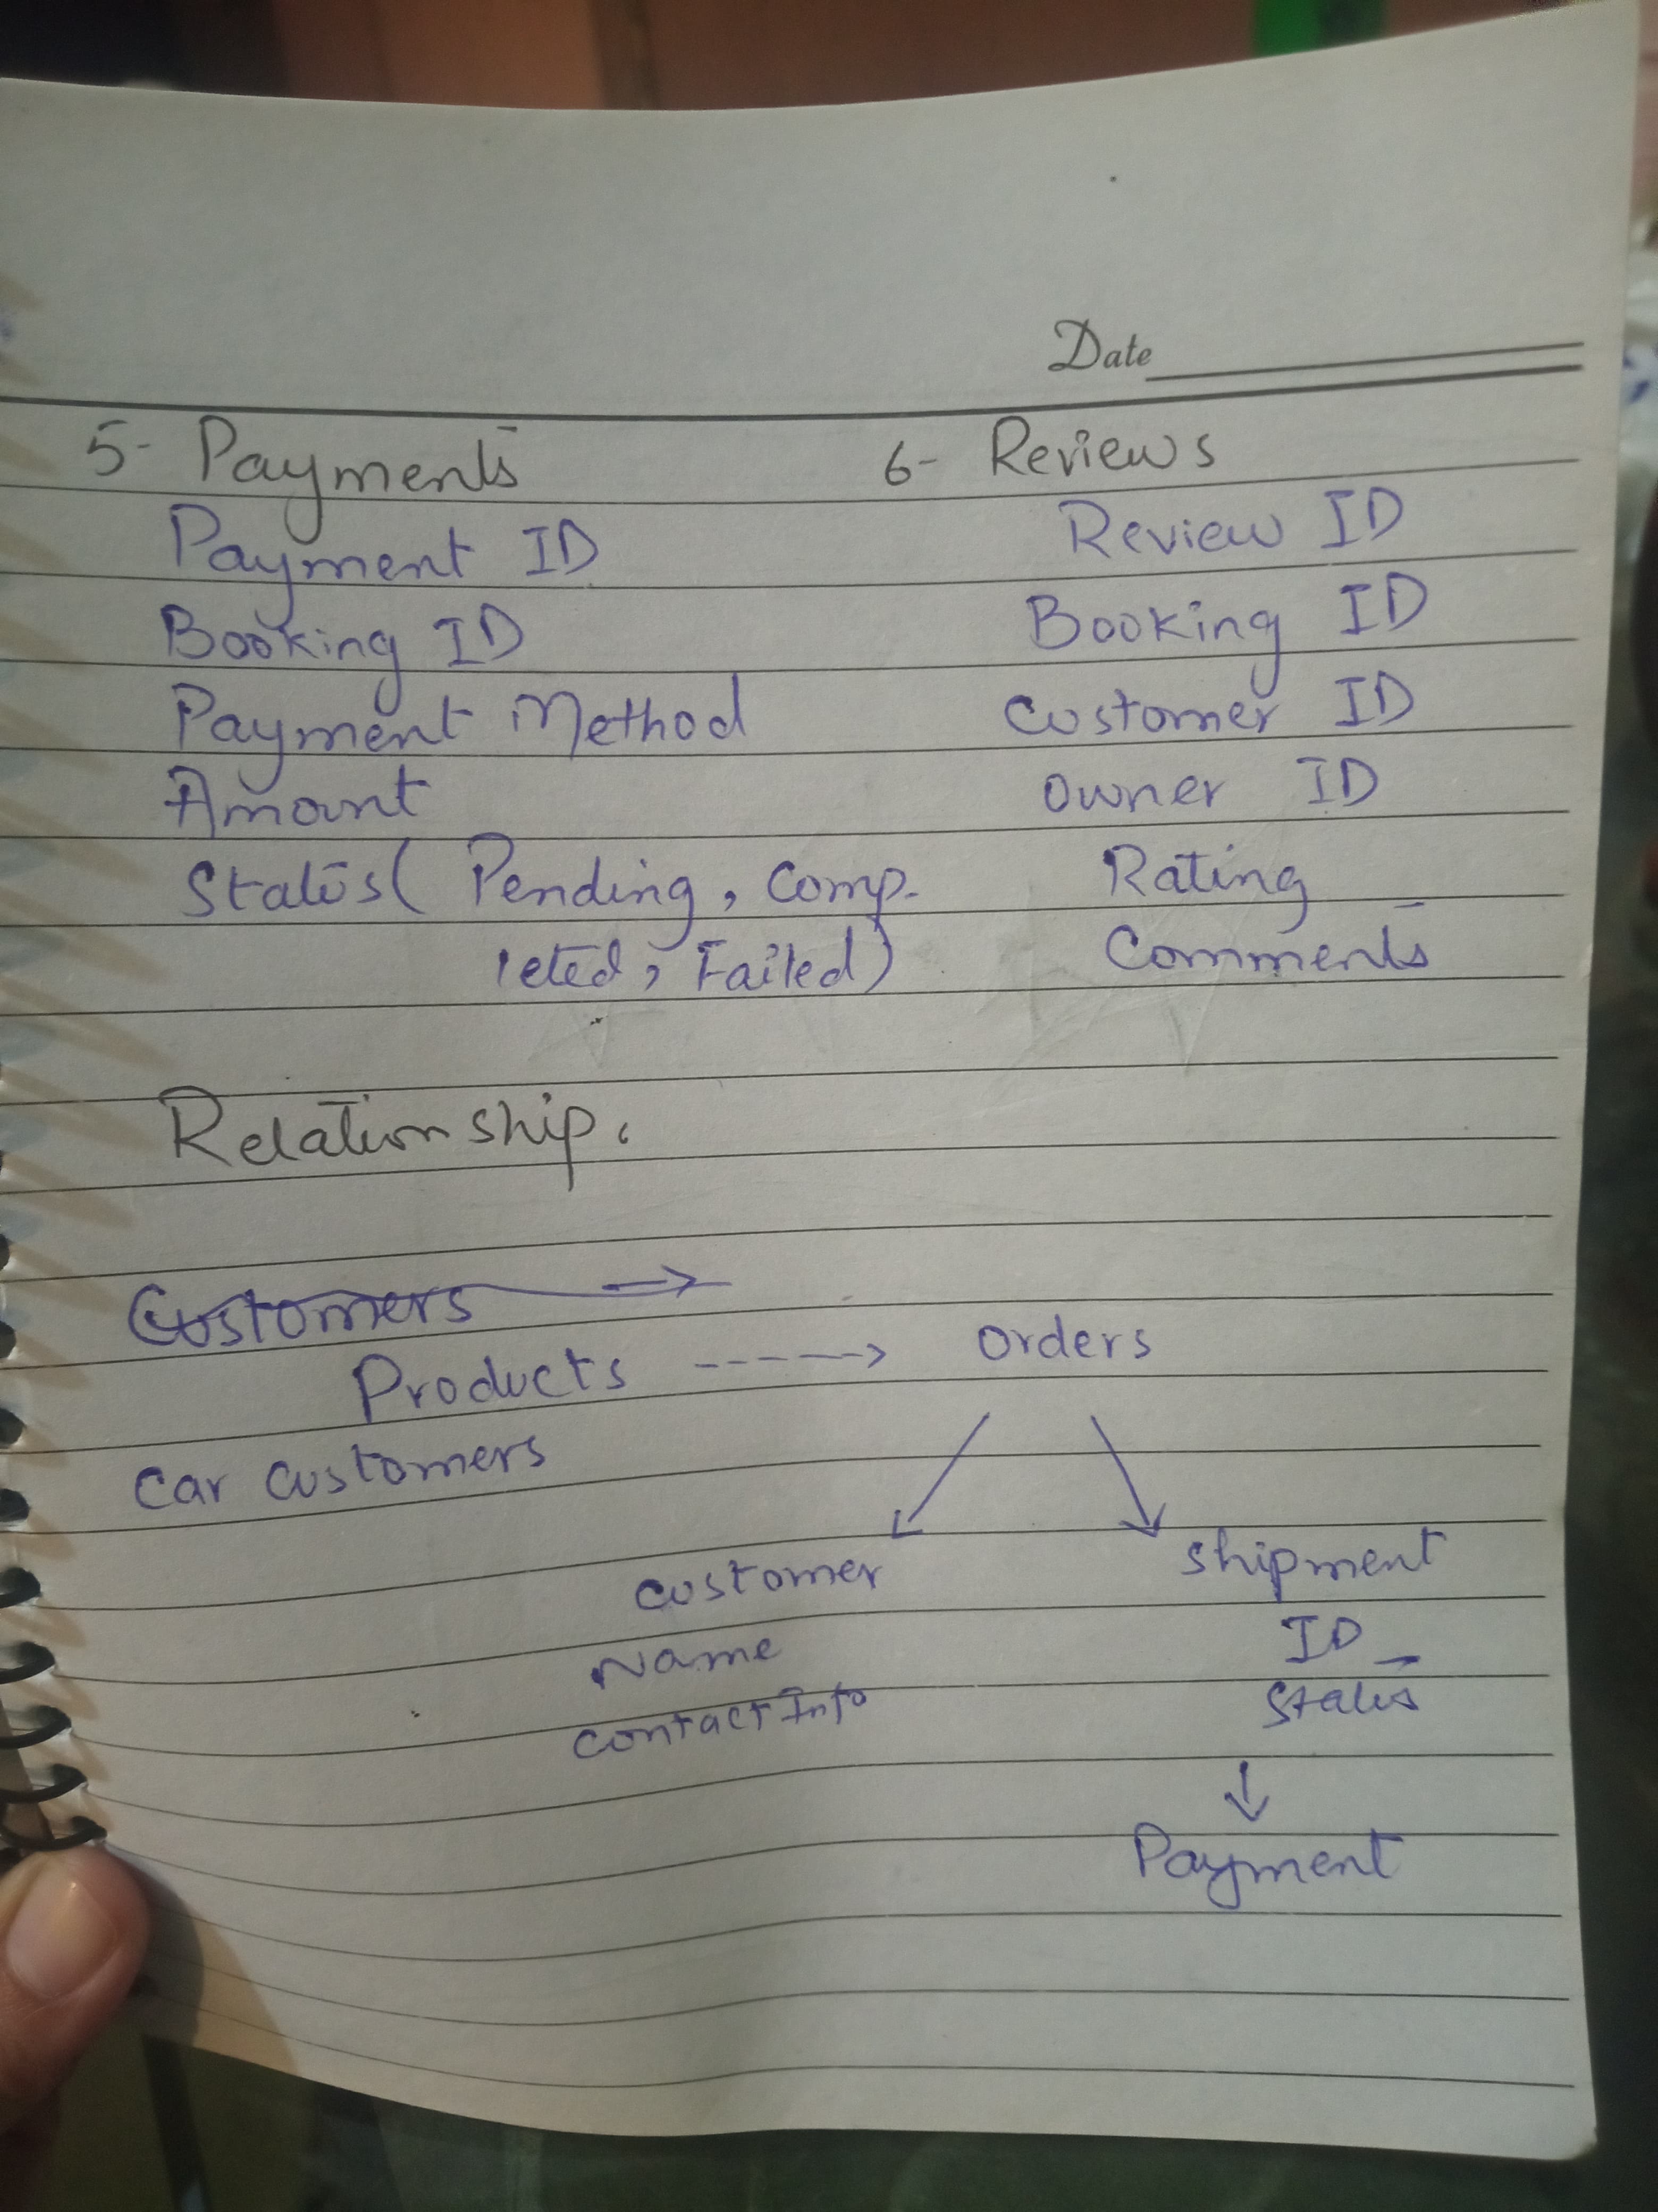 Date
5- Payments
Payment ID
Booking ID
Payment Method
Amount
Status( Pending, Comp-
leted, Failed)
6- Reviews
Review ID
Booking ID
Customer ID
Owner ID
Rating
Comments
Relationship.
Customers →
Products -----> Orders
Car Customers
Customer
Name
Contact Info
Shipment
ID
Status
↓
Payment